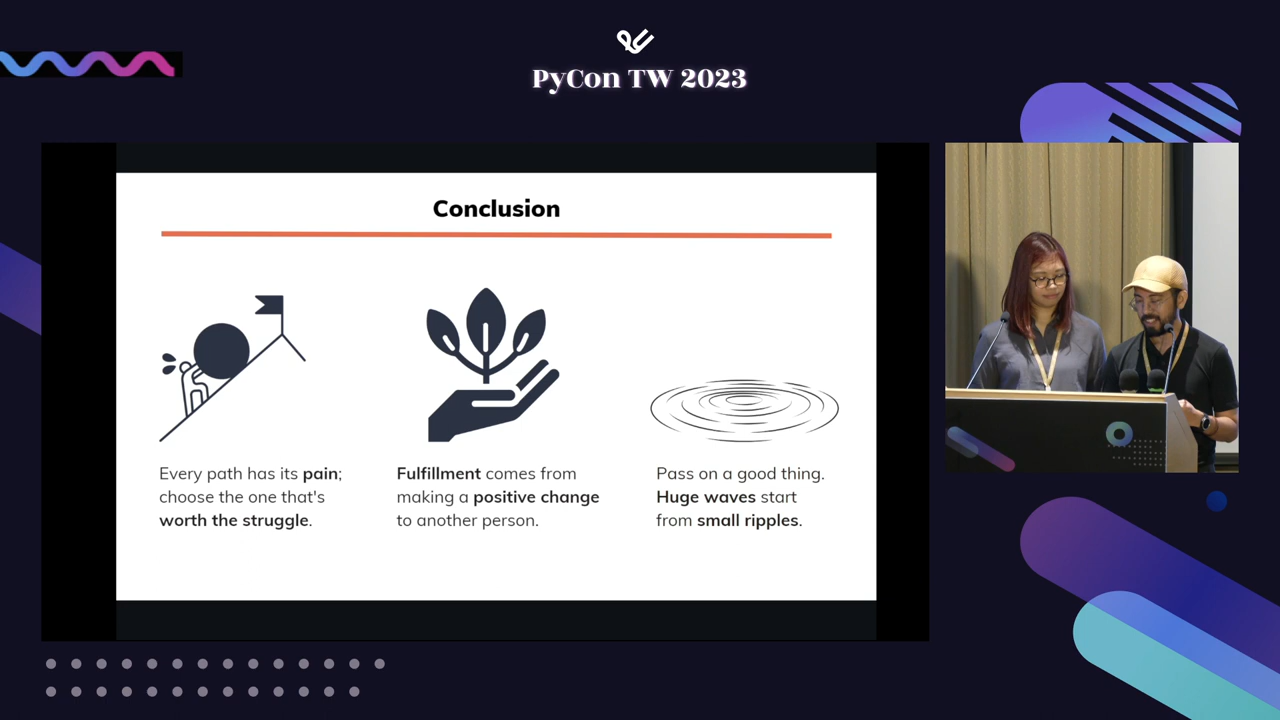 PyCon TW 2023
Conclusion
Every path has its pain;
choose the one that's
worth the struggle.
Fulfillment comes from
making a positive change
to another person.
Pass on a good thing.
Huge waves start
from small ripples.